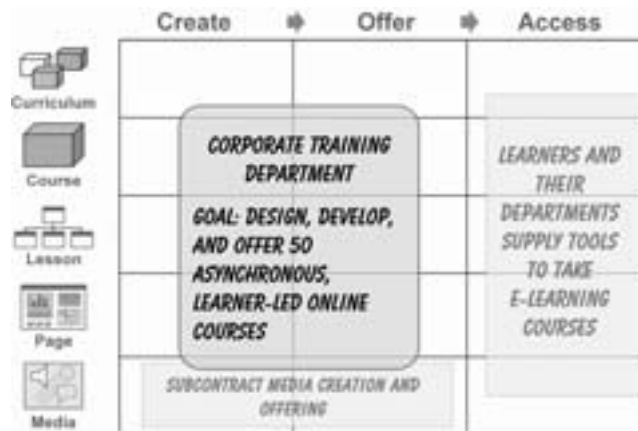 Create
Offer
Access
Curriculum
Course
Lesson
Page
Media
CORPORATE TRAINING
DEPARTMENT
GOAL: DESIGN, DEVELOP,
AND OFFER 50
ASYNCHRONOUS,
LEARNER-LED ONLINE
COURSES
LEARNERS AND
THEIR
DEPARTMENTS
SUPPLY TOOLS
TO TAKE
E-LEARNING
COURSES
SUBCONTRACT MEDIA CREATION AND
OFFERING